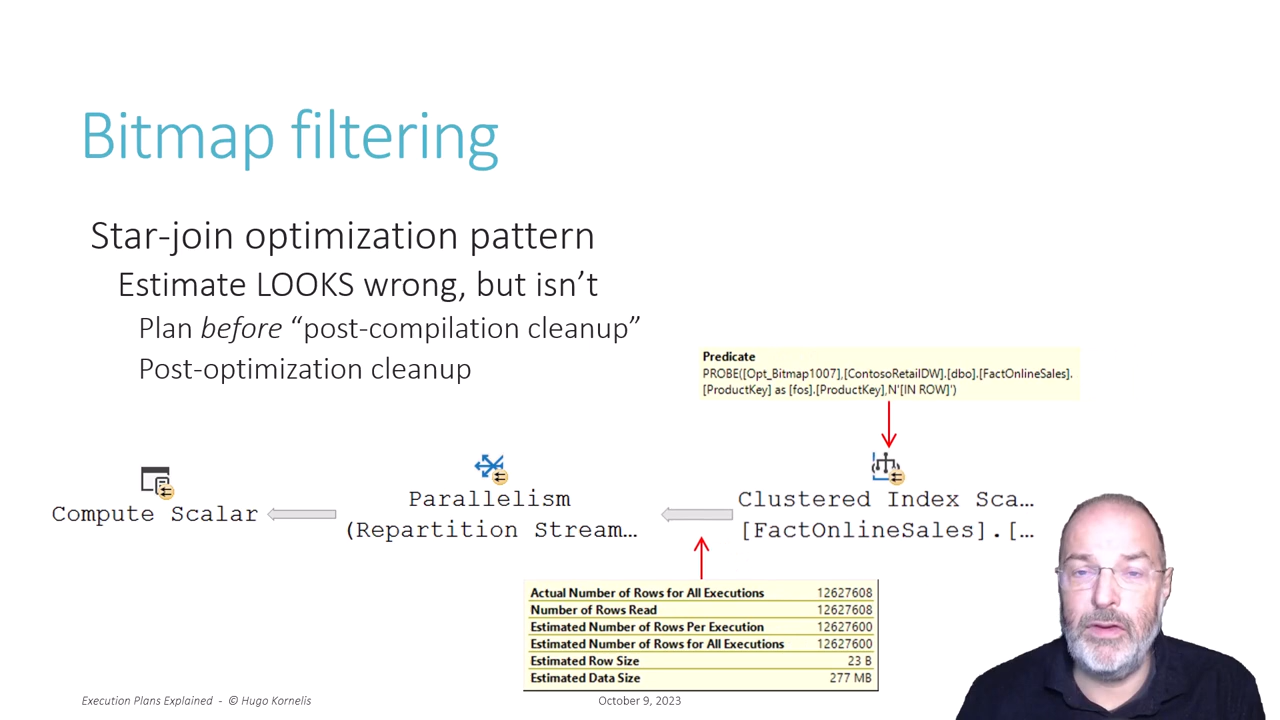 Bitmap filtering
Star-join optimization pattern
Estimate LOOKS wrong, but isn’t
Plan before “post-compilation cleanup”
Post-optimization cleanup
Predicate
PROBE([Opt_Bitmap1007],[ContosoRetailDW].[dbo].[FactOnlineSales].
[ProductKey] as [fos].[ProductKey],N'[IN ROW]')
Compute Scalar
Parallelism
(Repartition Stream…
Clustered Index Sca…
[FactOnlineSales].[…
Actual Number of Rows for All Executions 12627608
Number of Rows Read 12627608
Estimated Number of Rows Per Execution 12627600
Estimated Number of Rows for All Executions 12627600
Estimated Row Size 23 B
Estimated Data Size 277 MB
Execution Plans Explained - © Hugo Kornelis
October 9, 2023